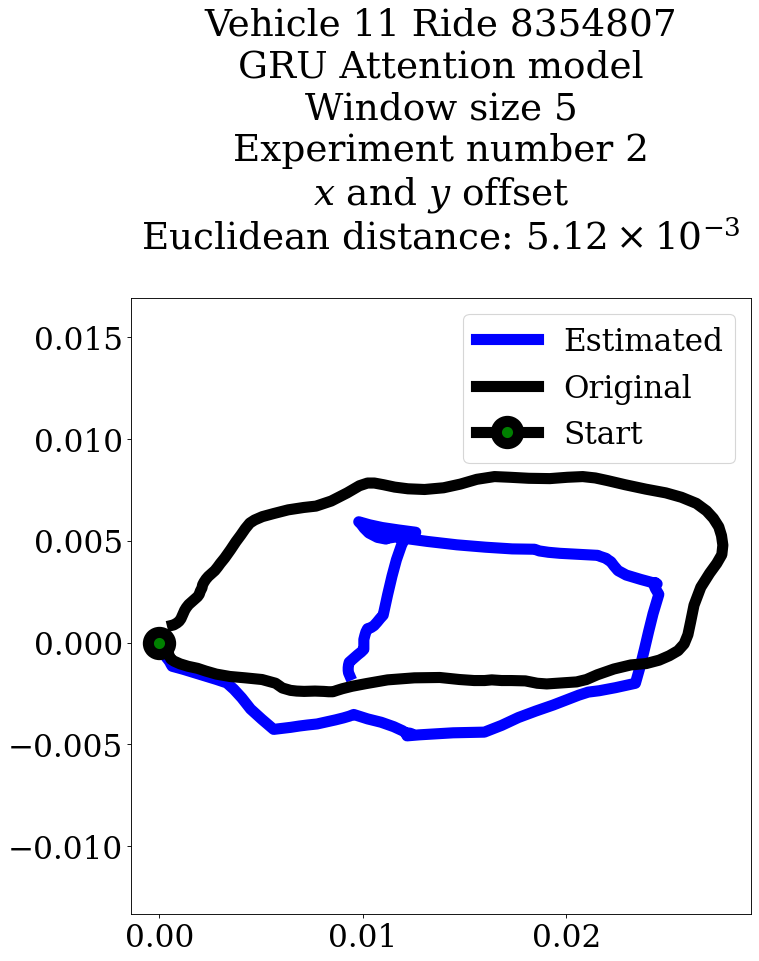 Vehicle 11 Ride 8354807
GRU Attention model
Window size 5
Experiment number 2
x and y offset
Euclidean distance: 5.12 × 10⁻³
Estimated
Original
Start
0.015
0.010
0.005
0.000
−0.005
−0.010
0.00 0.01 0.02